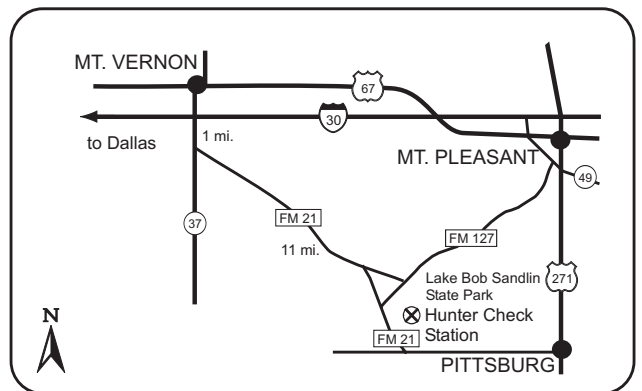 MT. VERNON
67
30
to Dallas
1 mi.
MT. PLEASANT
49
37
FM 21
FM 127
11 mi.
Lake Bob Sandlin
State Park
271
Hunter Check
Station
N
FM 21
PITTSBURG